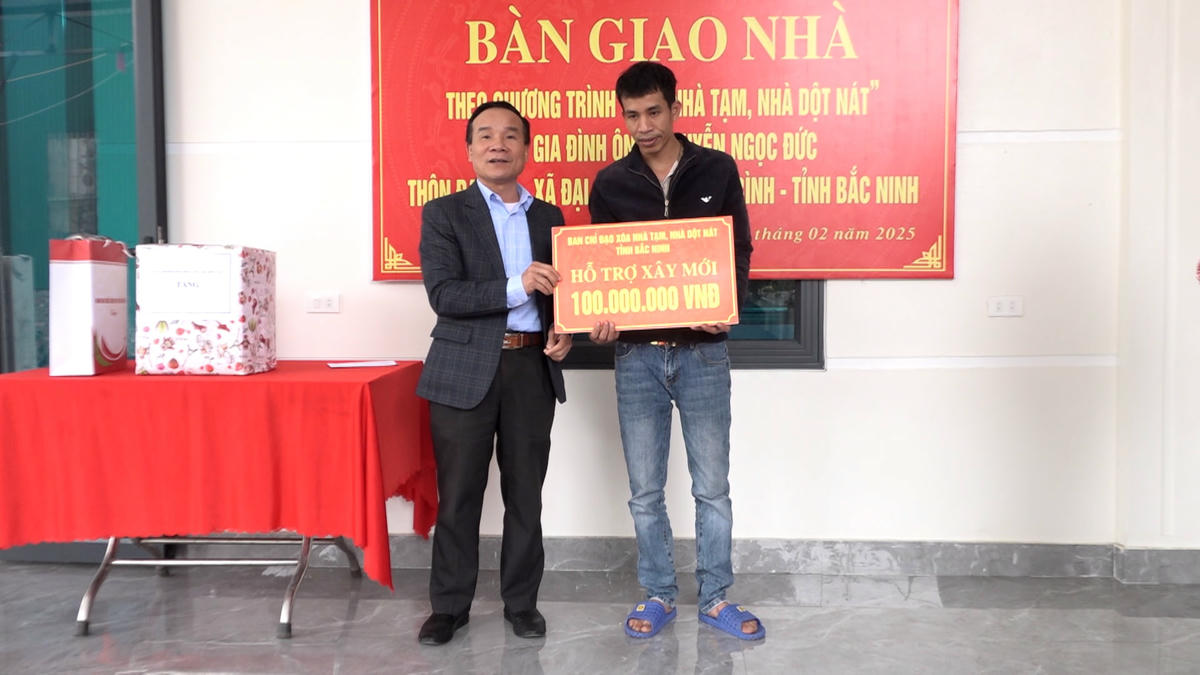 BÀN GIAO NHÀ
THEO CHƯƠNG TRÌNH NHÀ TẠM, NHÀ DỘT NÁT"
GIA ĐÌNH NGỌC ĐỨC
THÔN XÃ ĐẠI BÌNH - TỈNH BẮC NINH
tháng 02 năm 2025
BAN CHỈ ĐẠO XÓA NHÀ TẠM, NHÀ DỘT NÁT
TỈNH BẮC NINH
HỖ TRỢ XÂY MỚI
100.000.000 VNĐ
TẶNG